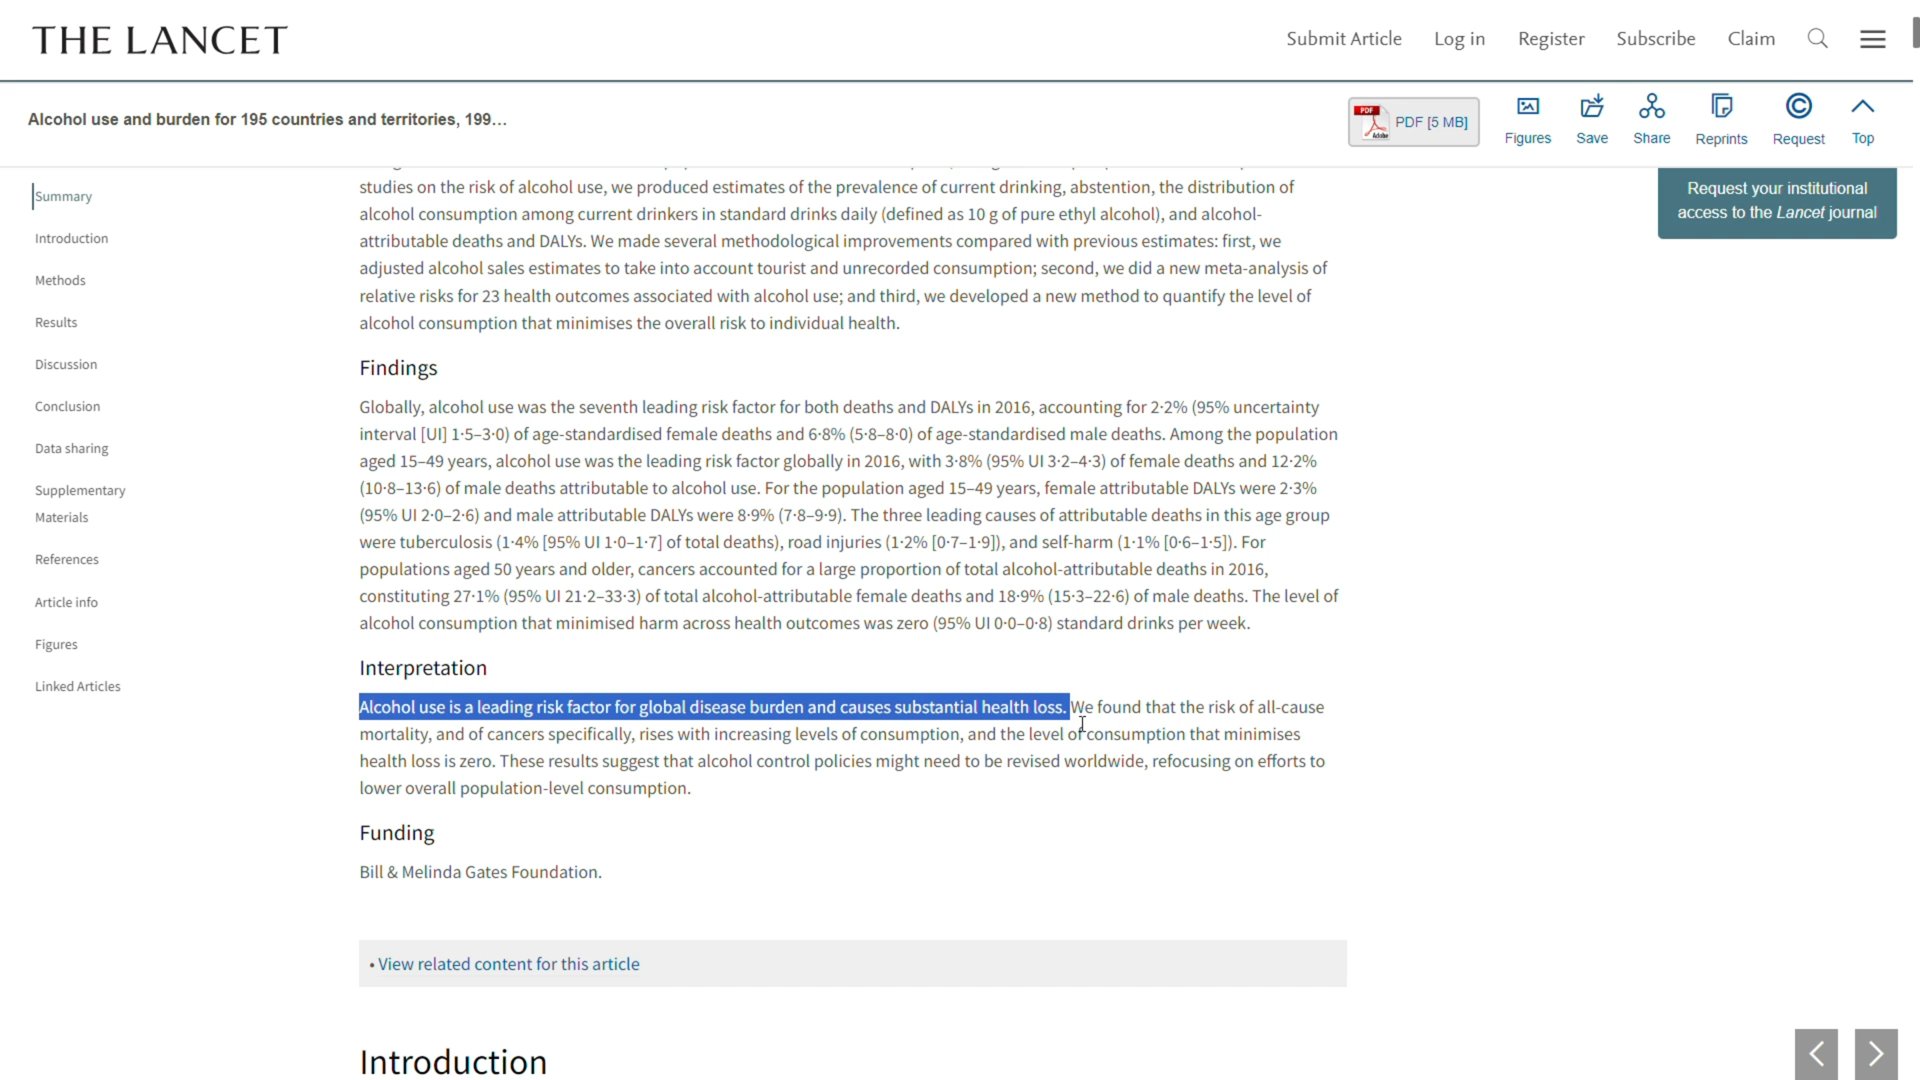 THE LANCET
Submit Article
Log in
Register
Subscribe
Claim
Alcohol use and burden for 195 countries and territories, 199...
PDF
Adobe
PDF [5 MB]
Figures
Save
Share
Reprints
Request
Top
Request your institutional
access to the Lancet journal
Summary
Introduction
Methods
Results
Discussion
Conclusion
Data sharing
Supplementary
Materials
References
Article info
Figures
Linked Articles
studies on the risk of alcohol use, we produced estimates of the prevalence of current drinking, abstention, the distribution of
alcohol consumption among current drinkers in standard drinks daily (defined as 10 g of pure ethyl alcohol), and alcohol-
attributable deaths and DALYs. We made several methodological improvements compared with previous estimates: first, we
adjusted alcohol sales estimates to take into account tourist and unrecorded consumption; second, we did a new meta-analysis of
relative risks for 23 health outcomes associated with alcohol use; and third, we developed a new method to quantify the level of
alcohol consumption that minimises the overall risk to individual health.
Findings
Globally, alcohol use was the seventh leading risk factor for both deaths and DALYs in 2016, accounting for 2·2% (95% uncertainty
interval [UI] 1·5–3·0) of age-standardised female deaths and 6·8% (5·8–8·0) of age-standardised male deaths. Among the population
aged 15–49 years, alcohol use was the leading risk factor globally in 2016, with 3·8% (95% UI 3·2–4·3) of female deaths and 12·2%
(10·8–13·6) of male deaths attributable to alcohol use. For the population aged 15–49 years, female attributable DALYs were 2·3%
(95% UI 2·0–2·6) and male attributable DALYs were 8·9% (7·8–9·9). The three leading causes of attributable deaths in this age group
were tuberculosis (1·4% [95% UI 1·0–1·7] of total deaths), road injuries (1·2% [0·7–1·9]), and self-harm (1·1% [0·6–1·5]). For
populations aged 50 years and older, cancers accounted for a large proportion of total alcohol-attributable deaths in 2016,
constituting 27·1% (95% UI 21·2–33·3) of total alcohol-attributable female deaths and 18·9% (15·3–22·6) of male deaths. The level of
alcohol consumption that minimised harm across health outcomes was zero (95% UI 0·0–0·8) standard drinks per week.
Interpretation
Alcohol use is a leading risk factor for global disease burden and causes substantial health loss. We found that the risk of all-cause
mortality, and of cancers specifically, rises with increasing levels of consumption, and the level of consumption that minimises
health loss is zero. These results suggest that alcohol control policies might need to be revised worldwide, refocusing on efforts to
lower overall population-level consumption.
Funding
Bill & Melinda Gates Foundation.
• View related content for this article
Introduction